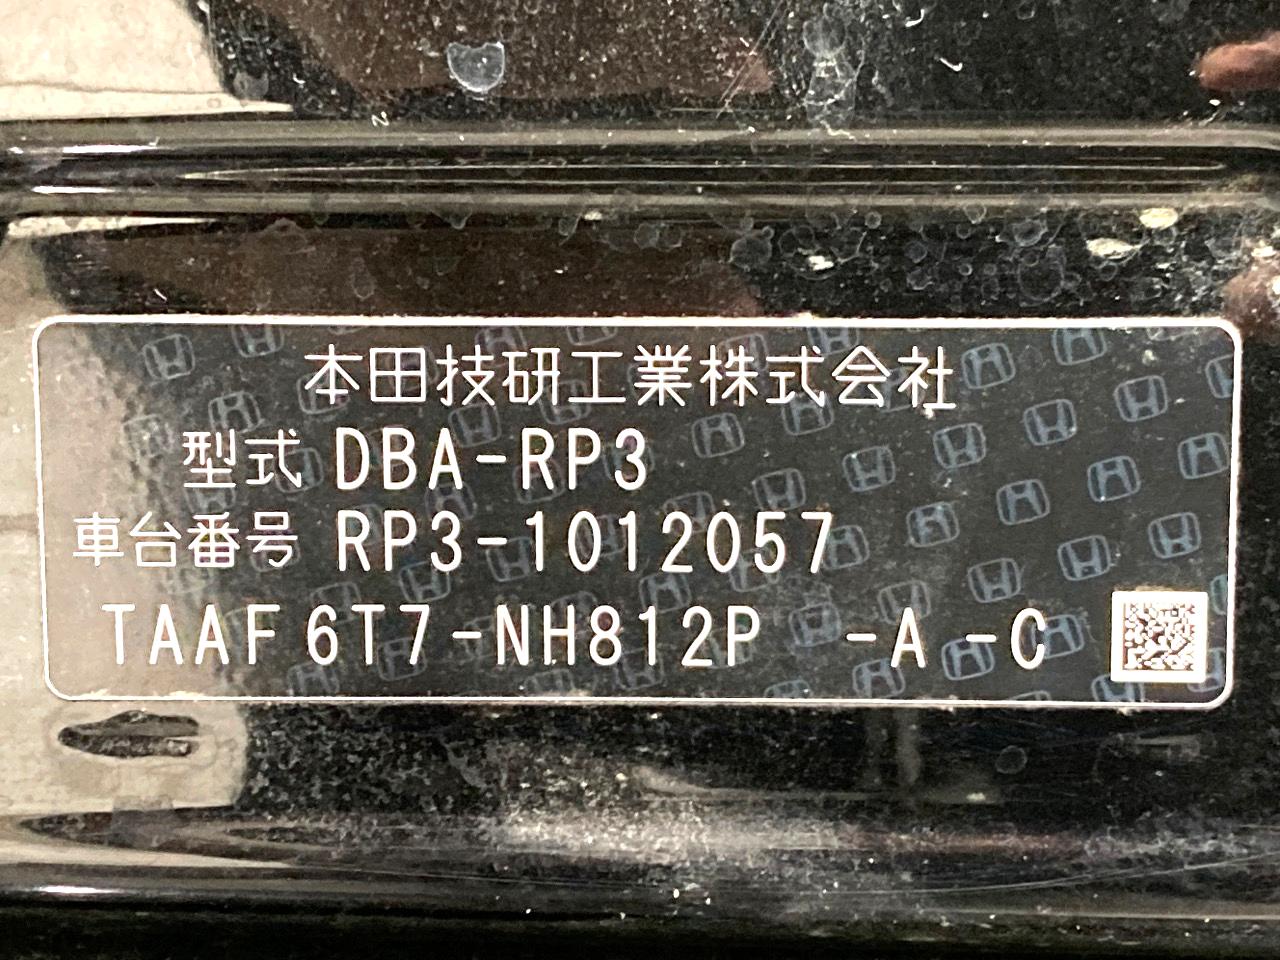 本田技研工業株式会社
型式 DBA-RP3
車台番号 RP3-1012057
TAAF 6T7-NH812P -A -C